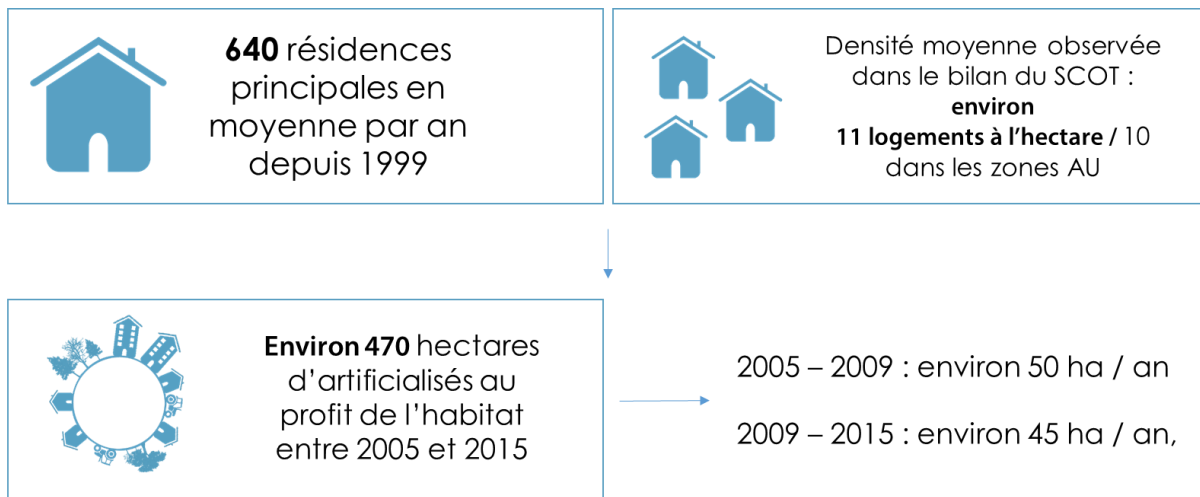 640 résidences
principales en
moyenne par an
depuis 1999
Densité moyenne observée
dans le bilan du SCOT :
environ
11 logements à l’hectare / 10
dans les zones AU
Environ 470 hectares
d’artificialisés au
profit de l’habitat
entre 2005 et 2015
2005 – 2009 : environ 50 ha / an
2009 – 2015 : environ 45 ha / an,